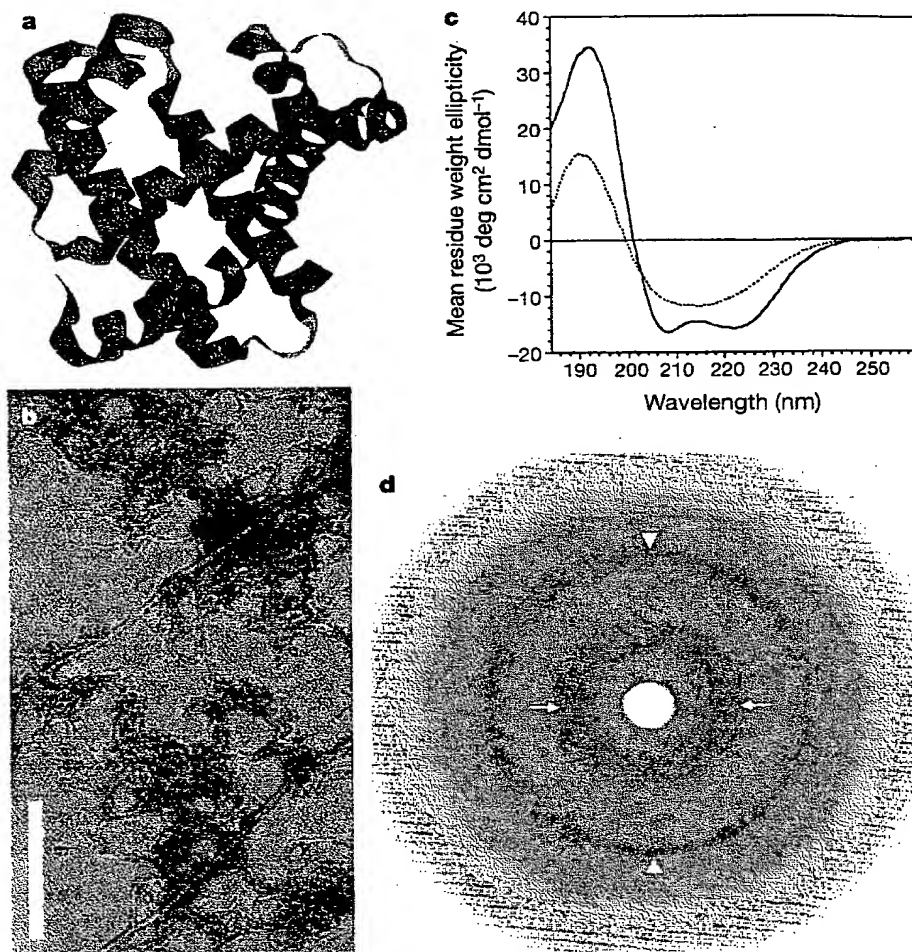 a
c
Mean residue weight ellipticity
(10³ deg cm² dmol⁻¹)
40
30
20
10
0
−10
−20
190 200 210 220 230 240 250
Wavelength (nm)
b
d